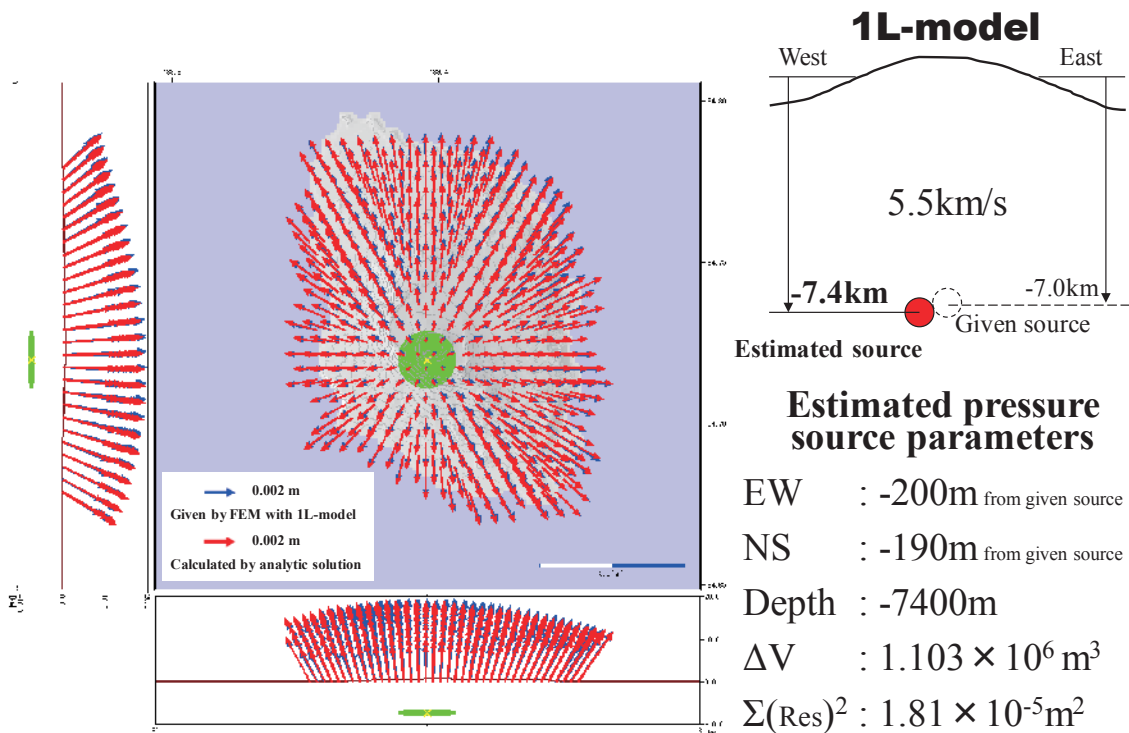 1L-model
West
East
5.5km/s
-7.4km
-7.0km
Given source
Estimated source
Estimated pressure
source parameters
EW : -200m from given source
NS : -190m from given source
Depth : -7400m
ΔV : 1.103 × 10⁶ m³
Σ(Res)² : 1.81 × 10⁻⁵m²
0.002 m
Given by FEM with 1L-model
0.002 m
Calculated by analytic solution